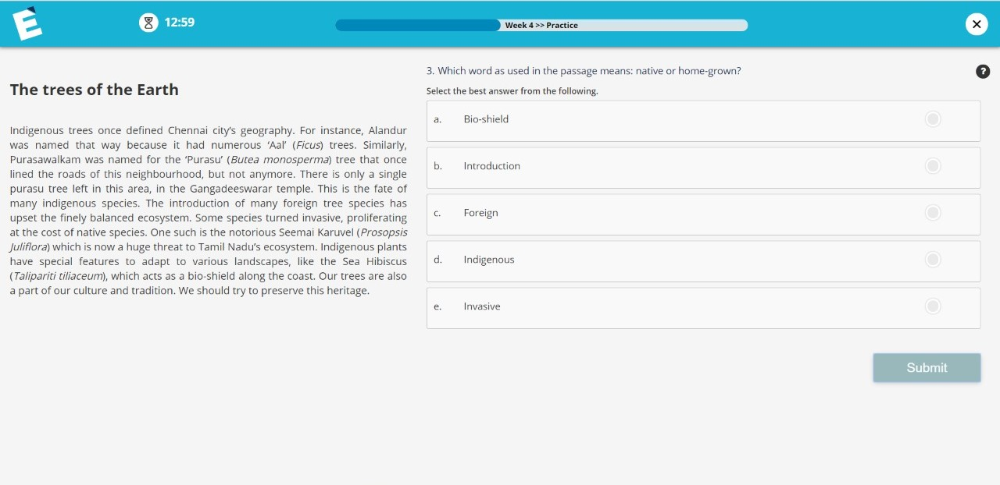 12:59
Week 4 >> Practice
The trees of the Earth
Indigenous trees once defined Chennai city's geography. For instance, Alandur
was named that way because it had numerous ‘Aal’ (Ficus) trees. Similarly,
Purasawalkam was named for the ‘Purasu’ (Butea monosperma) tree that once
lined the roads of this neighbourhood, but not anymore. There is only a single
purasu tree left in this area, in the Gangadeeswarar temple. This is the fate of
many indigenous species. The introduction of many foreign tree species has
upset the finely balanced ecosystem. Some species turned invasive, proliferating
at the cost of native species. One such is the notorious Seemai Karuvel (Prosopsis
Juliflora) which is now a huge threat to Tamil Nadu’s ecosystem. Indigenous plants
have special features to adapt to various landscapes, like the Sea Hibiscus
(Talipariti tiliaceum), which acts as a bio-shield along the coast. Our trees are also
a part of our culture and tradition. We should try to preserve this heritage.
3. Which word as used in the passage means: native or home-grown?
?
Select the best answer from the following.
a. Bio-shield
b. Introduction
c. Foreign
d. Indigenous
e. Invasive
Submit